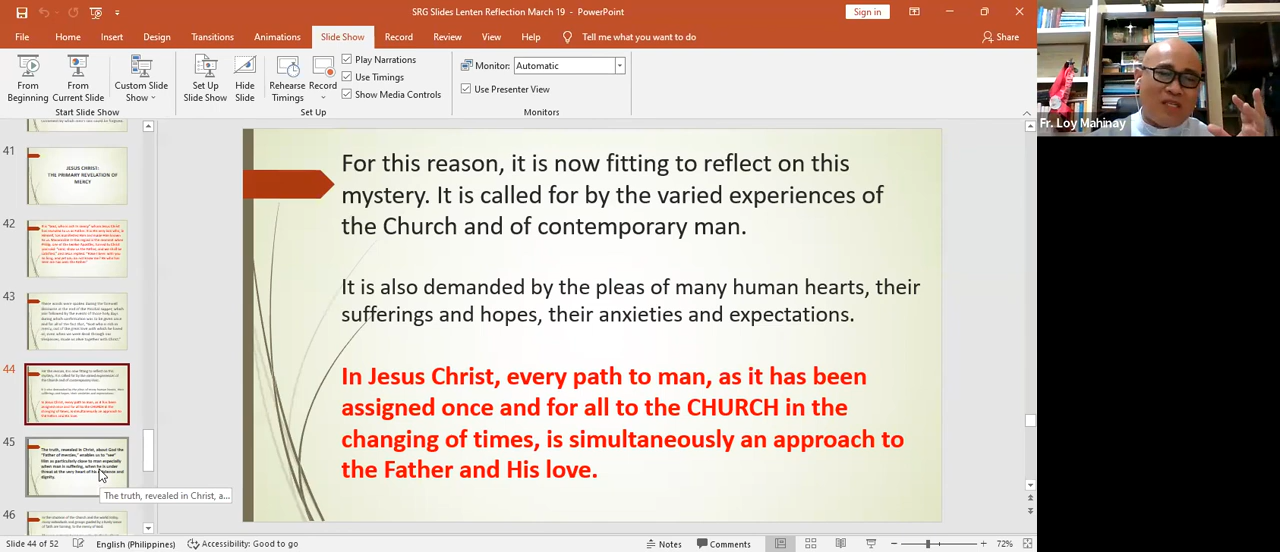 SRG Slides Lenten Reflection March 19 - PowerPoint
Sign in
File Home Insert Design Transitions Animations Slide Show Record Review View Help Tell me what you want to do
Share
From Beginning
From Current Slide
Custom Slide Show
Set Up Slide Show
Hide Slide
Rehearse Timings
Record
Play Narrations
Use Timings
Show Media Controls
Monitor: Automatic
Use Presenter View
Start Slide Show
Set Up
Monitors
Fr. Loy Mahinay
41
JESUS CHRIST:
THE PRIMARY REVELATION OF
MERCY
42
43
44
45
The truth, revealed in Christ, about God the
"Father of mercies," enables us to "see"
Him as particularly close to man especially
when man is suffering, when he is under
threat at the very heart of his existence and
dignity.
The truth, revealed in Christ, a...
46
For this reason, it is now fitting to reflect on this
mystery. It is called for by the varied experiences of
the Church and of contemporary man.
It is also demanded by the pleas of many human hearts, their
sufferings and hopes, their anxieties and expectations.
In Jesus Christ, every path to man, as it has been
assigned once and for all to the CHURCH in the
changing of times, is simultaneously an approach to
the Father and His love.
Slide 44 of 52
English (Philippines)
Accessibility: Good to go
Notes
Comments
72%